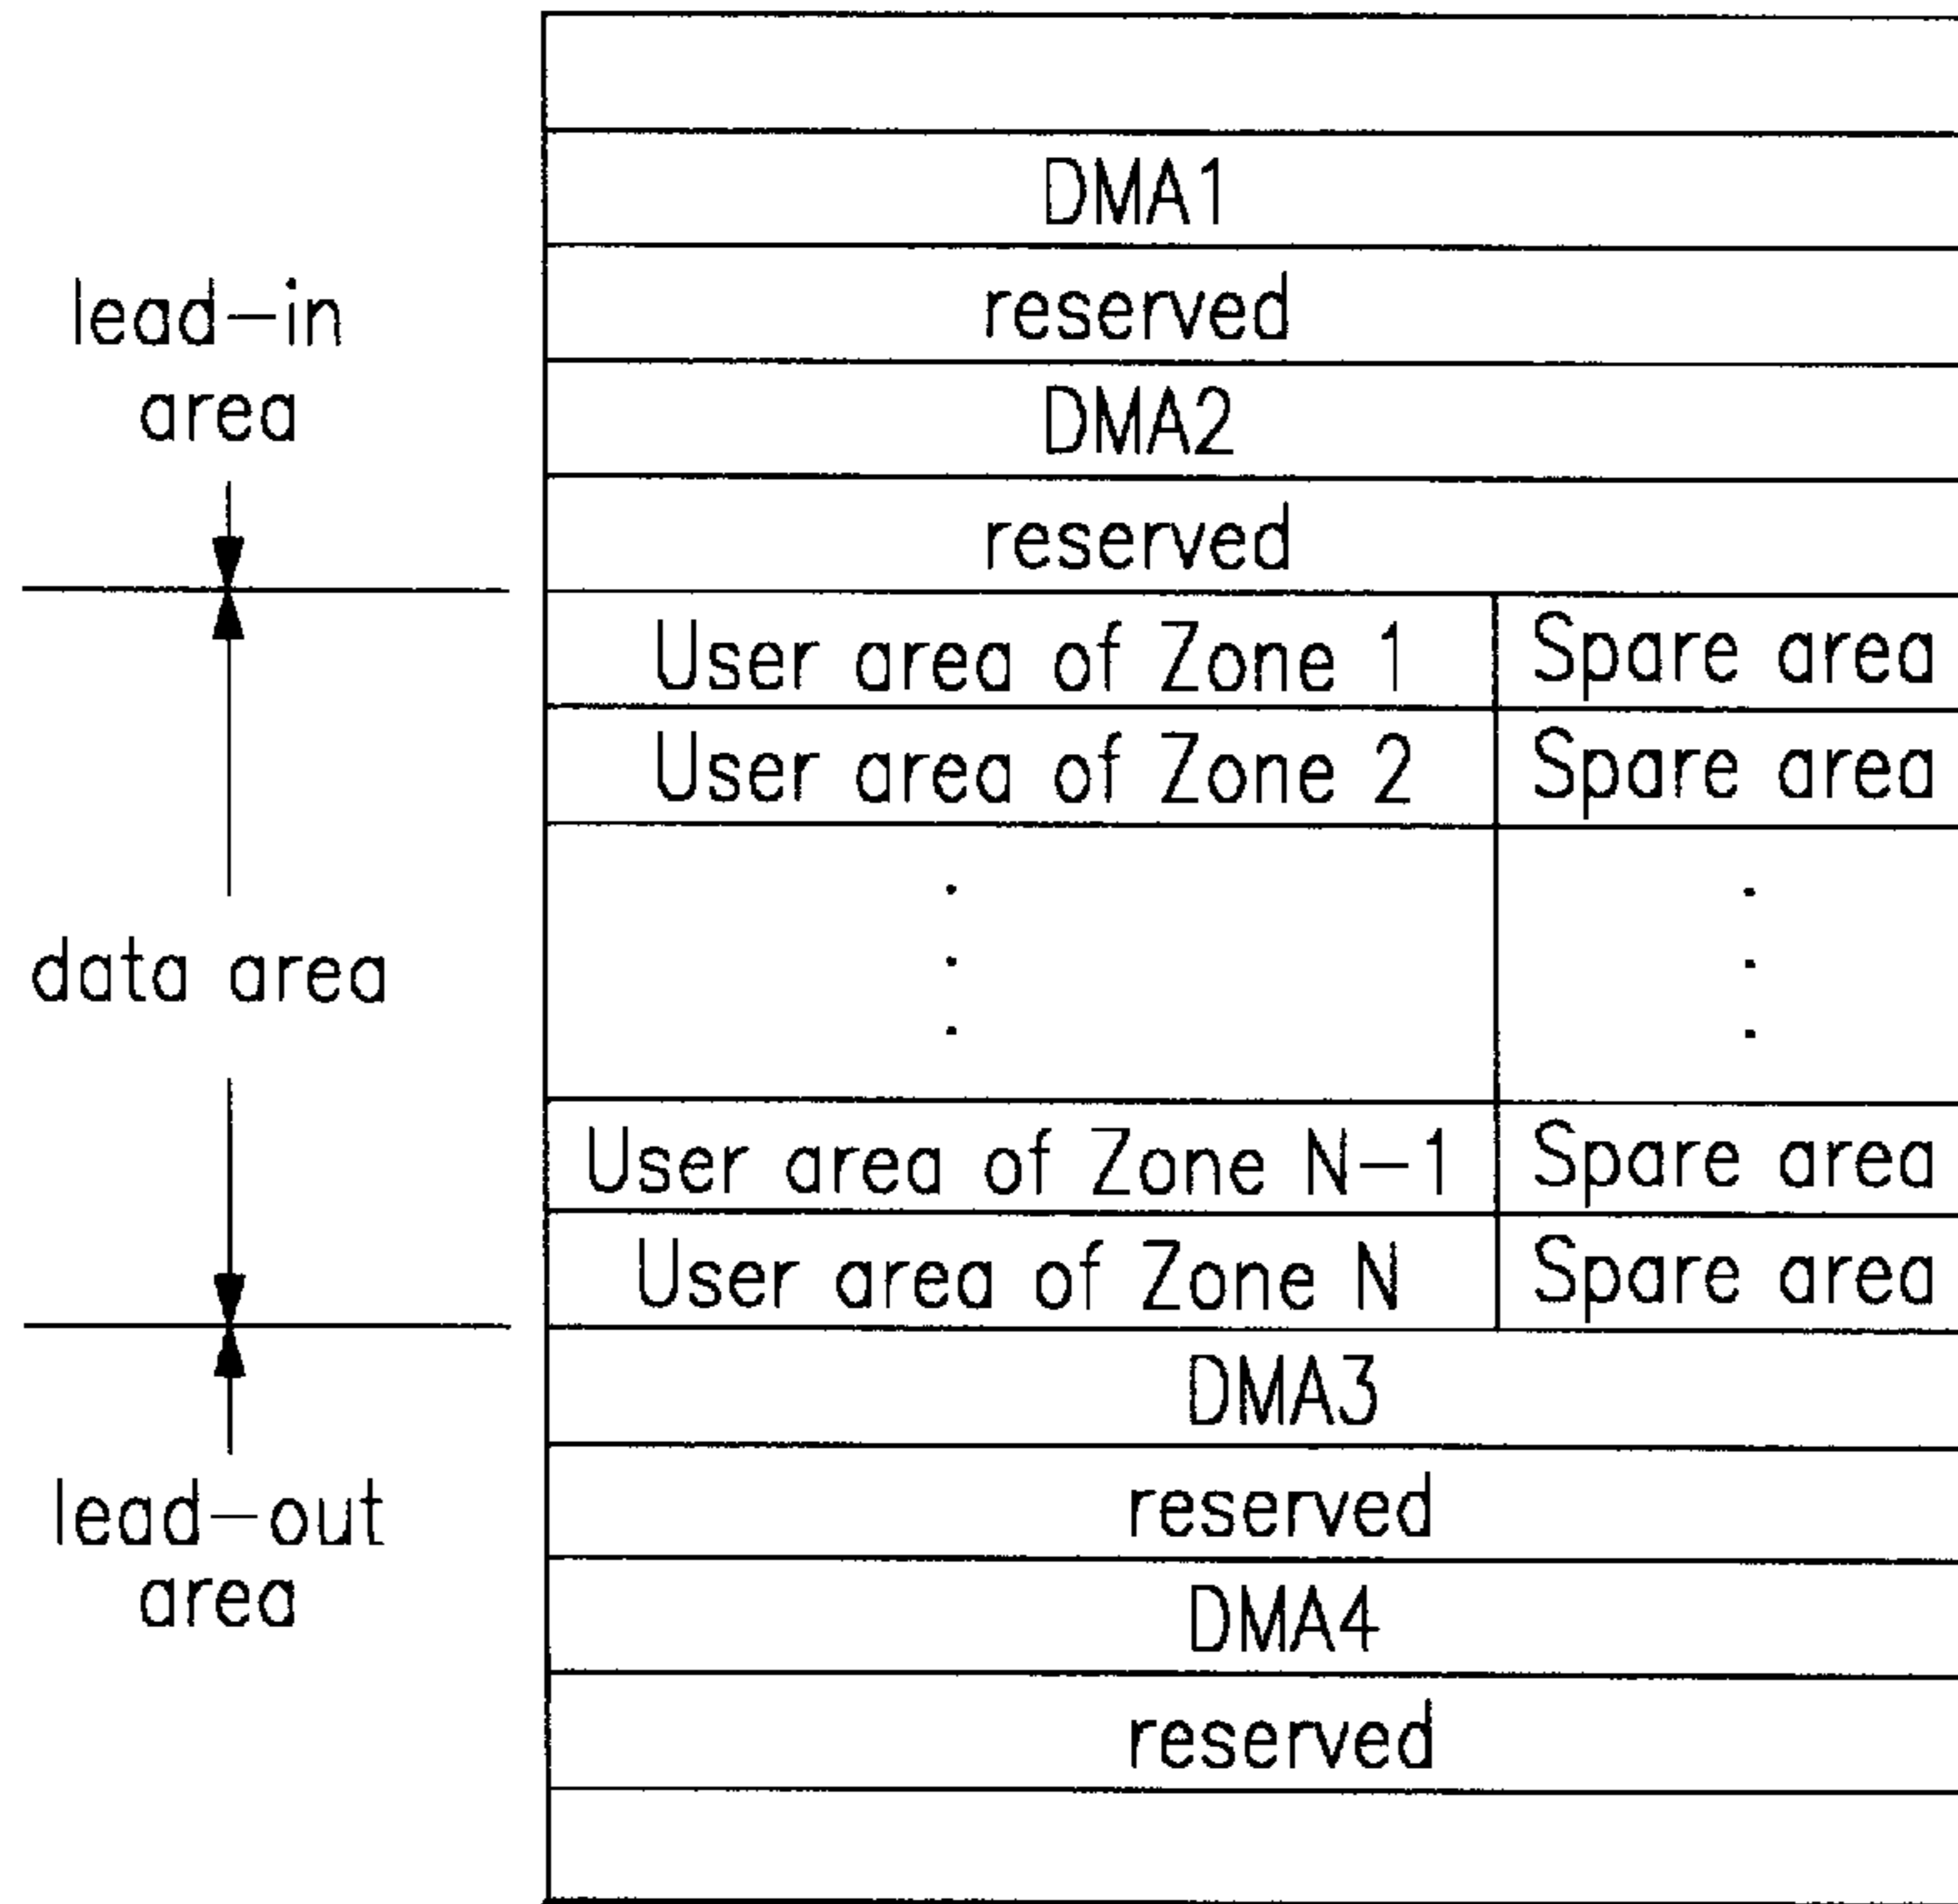 DMA1
reserved
DMA2
reserved
lead-in
area
User area of Zone 1 Spare area
User area of Zone 2 Spare area
. .
. .
. .
data area
User area of Zone N-1 Spare area
User area of Zone N Spare area
DMA3
reserved
DMA4
reserved
lead-out
area